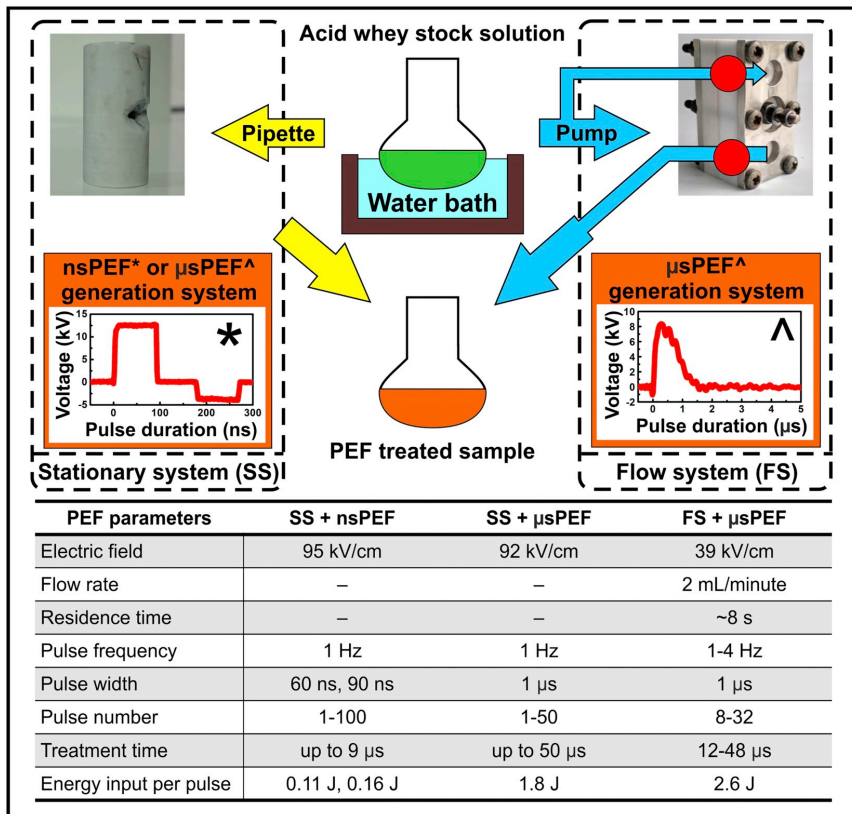 Acid whey stock solution
Pipette
Pump
Water bath
nsPEF* or µsPEF^
generation system
15
10
5
0
-5
Voltage (kV)
*
0
100
200
300
Pulse duration (ns)
Stationary system (SS)
PEF treated sample
µsPEF^
generation system
10
8
6
4
2
0
-2
Voltage (kV)
^
0
1
2
3
4
5
Pulse duration (µs)
Flow system (FS)
PEF parameters SS + nsPEF SS + µsPEF FS + µsPEF
Electric field 95 kV/cm 92 kV/cm 39 kV/cm
Flow rate – – 2 mL/minute
Residence time – – ~8 s
Pulse frequency 1 Hz 1 Hz 1-4 Hz
Pulse width 60 ns, 90 ns 1 µs 1 µs
Pulse number 1-100 1-50 8-32
Treatment time up to 9 µs up to 50 µs 12-48 µs
Energy input per pulse 0.11 J, 0.16 J 1.8 J 2.6 J